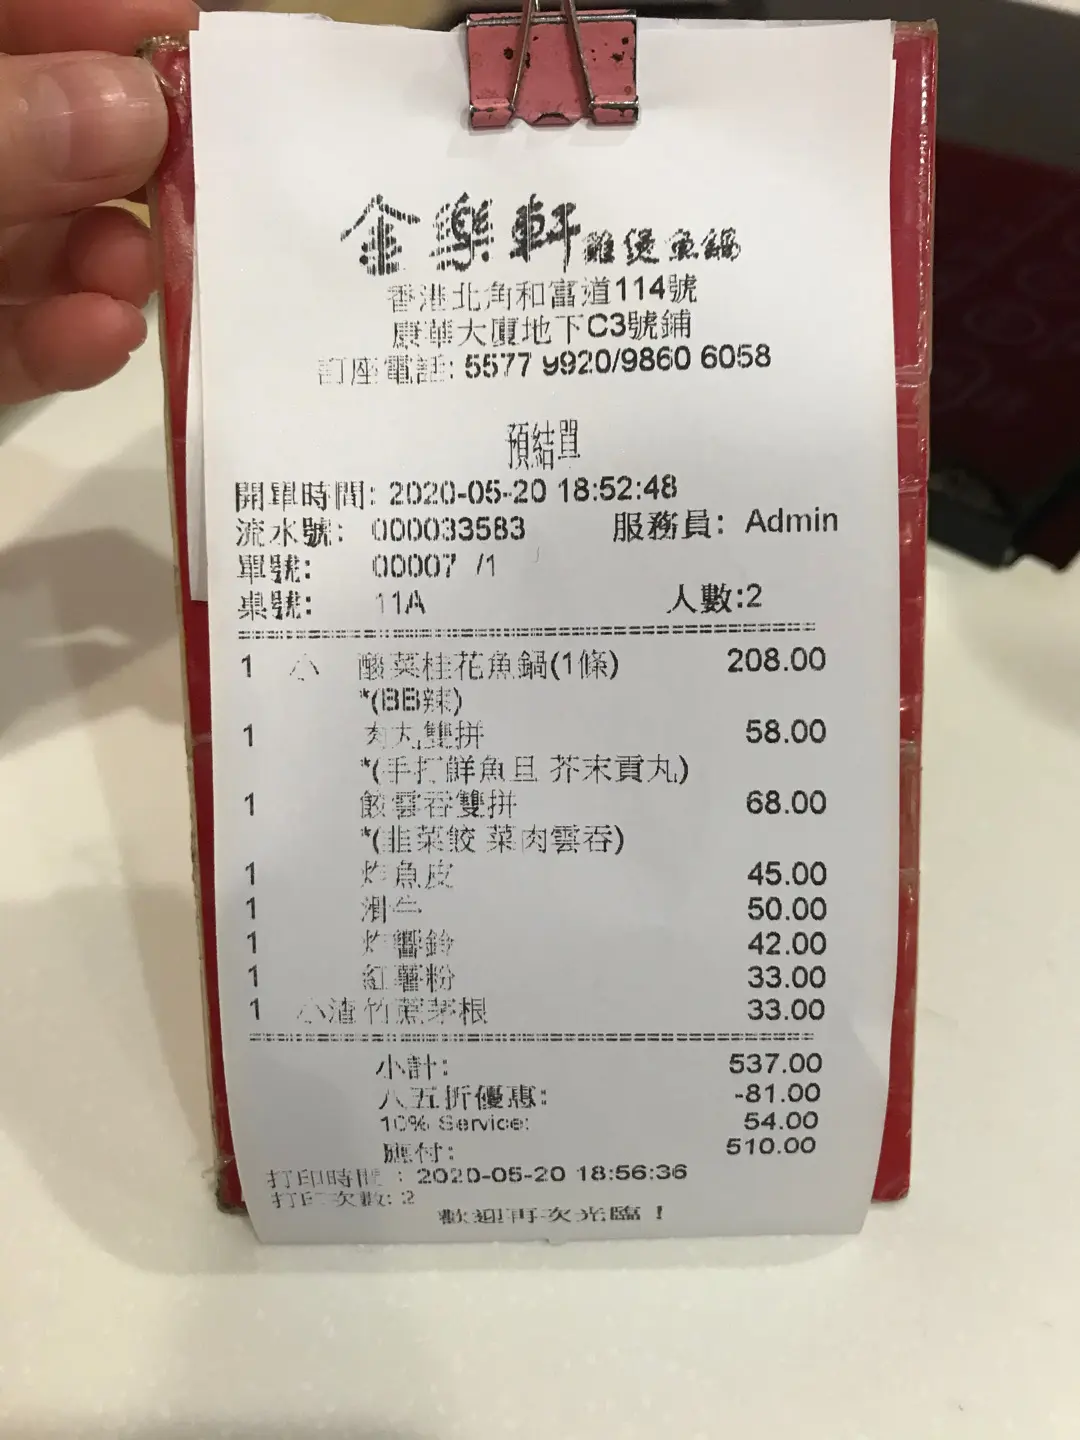 金樂軒雞煲魚鍋
香港北角和富道114號
康華大廈地下C3號鋪
訂座電話: 5577 9920/9860 6058
預結單
開單時間: 2020-05-20 18:52:48
流水號: 000033583 服務員: Admin
單號: 00007 /1
桌號: 11A 人數:2
1 小 酸菜桂花魚鍋(1條) 208.00
*(BB辣)
1 肉丸雙拼 58.00
*(手打鮮魚旦 芥末貢丸)
1 餃雲吞雙拼 68.00
*(韭菜餃 菜肉雲吞)
1 炸魚皮 45.00
1 滑牛 50.00
1 炸響鈴 42.00
1 紅薯粉 33.00
1 小渣 竹蔗茅根 33.00
小計: 537.00
八五折優惠: -81.00
10% Service: 54.00
應付: 510.00
打印時間 : 2020-05-20 18:56:36
打印次數: 2
歡迎再次光臨！